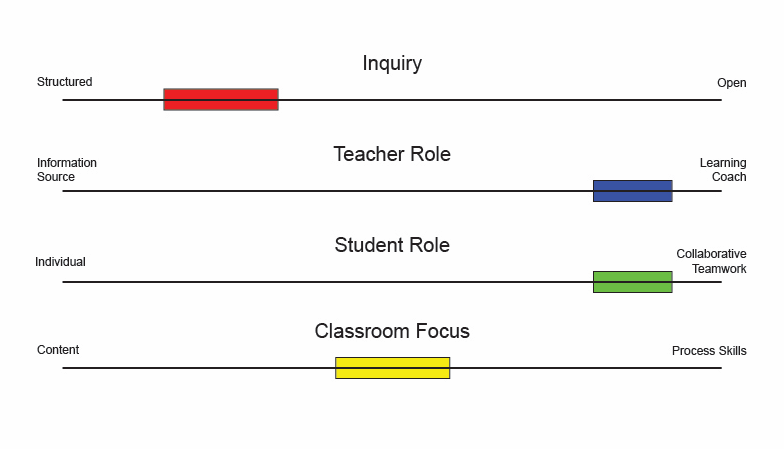 Inquiry
Structured
Open
Teacher Role
Information
Source
Learning
Coach
Student Role
Individual
Collaborative
Teamwork
Classroom Focus
Content
Process Skills